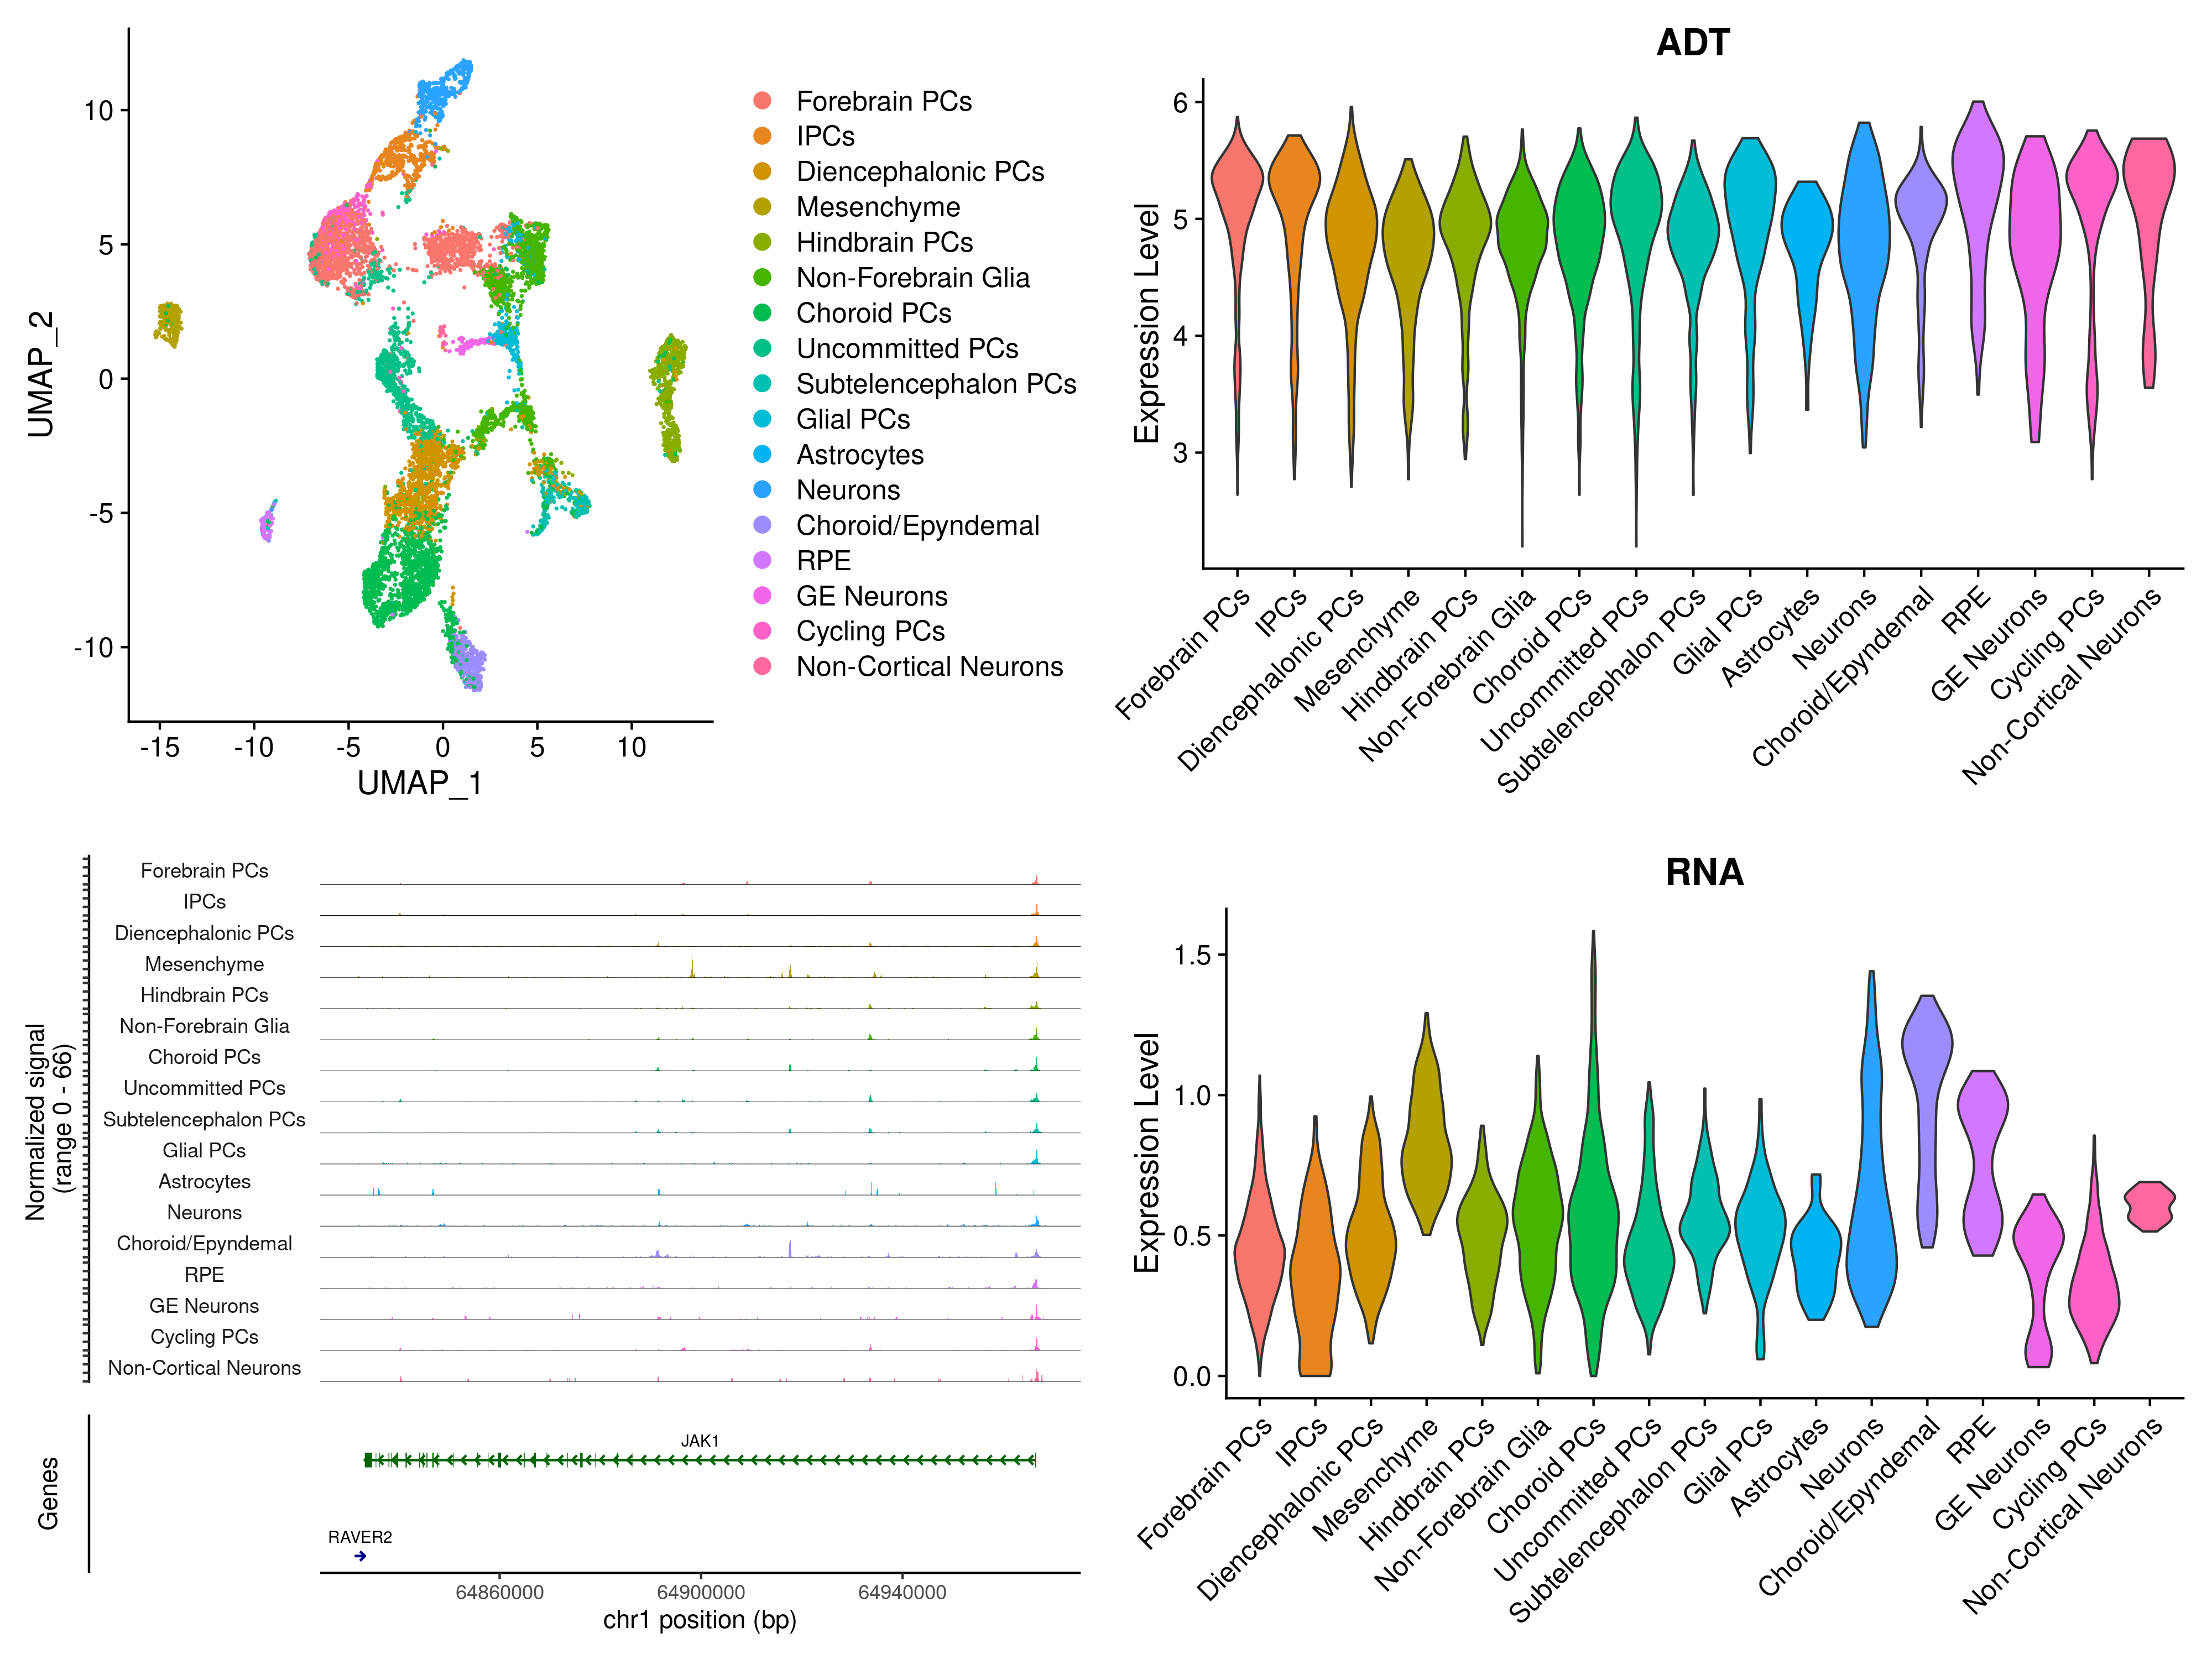 10
5
0
-5
-10
UMAP_2
-15 -10 -5 0 5 10
UMAP_1
Forebrain PCs
IPCs
Diencephalonic PCs
Mesenchyme
Hindbrain PCs
Non-Forebrain Glia
Choroid PCs
Uncommitted PCs
Subtelencephalon PCs
Glial PCs
Astrocytes
Neurons
Choroid/Epyndemal
RPE
GE Neurons
Cycling PCs
Non-Cortical Neurons
ADT
Expression Level
6
5
4
3
Forebrain PCs
IPCs
Diencephalonic PCs
Mesenchyme
Hindbrain PCs
Non-Forebrain Glia
Choroid PCs
Uncommitted PCs
Subtelencephalon PCs
Glial PCs
Astrocytes
Neurons
Choroid/Epyndemal
RPE
GE Neurons
Cycling PCs
Non-Cortical Neurons
Normalized signal
(range 0 - 66)
Forebrain PCs
IPCs
Diencephalonic PCs
Mesenchyme
Hindbrain PCs
Non-Forebrain Glia
Choroid PCs
Uncommitted PCs
Subtelencephalon PCs
Glial PCs
Astrocytes
Neurons
Choroid/Epyndemal
RPE
GE Neurons
Cycling PCs
Non-Cortical Neurons
Genes
JAK1
RAVER2
64860000 64900000 64940000
chr1 position (bp)
RNA
Expression Level
1.5
1.0
0.5
0.0
Forebrain PCs
IPCs
Diencephalonic PCs
Mesenchyme
Hindbrain PCs
Non-Forebrain Glia
Choroid PCs
Uncommitted PCs
Subtelencephalon PCs
Glial PCs
Astrocytes
Neurons
Choroid/Epyndemal
RPE
GE Neurons
Cycling PCs
Non-Cortical Neurons